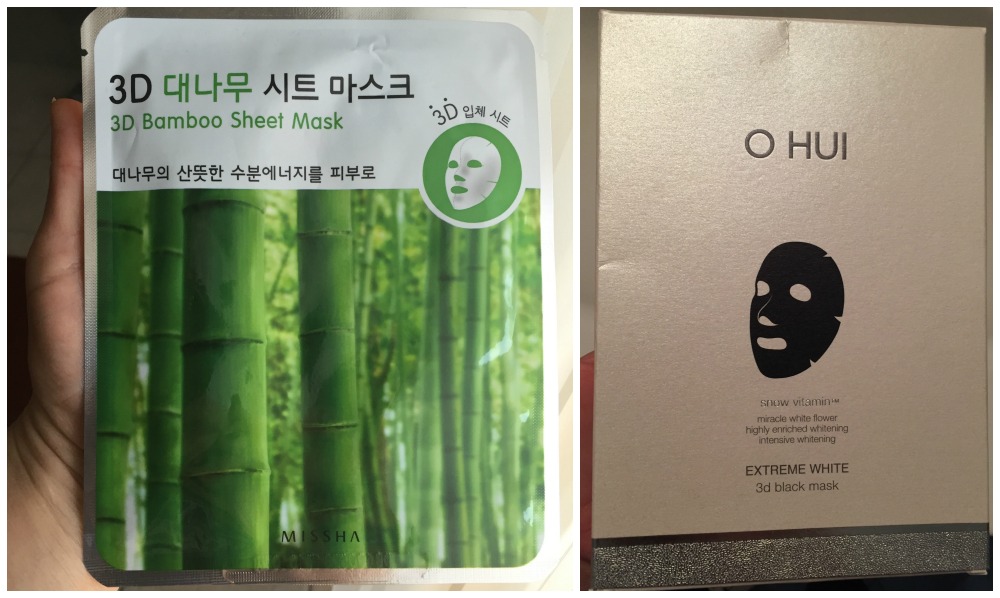 3D 대나무 시트 마스크
3D Bamboo Sheet Mask
3D 입체 시트
대나무의 산뜻한 수분에너지를 피부로
MISSHA
O HUI
snow vitamin™
miracle white flower
highly enriched whitening
intensive whitening
EXTREME WHITE
3d black mask